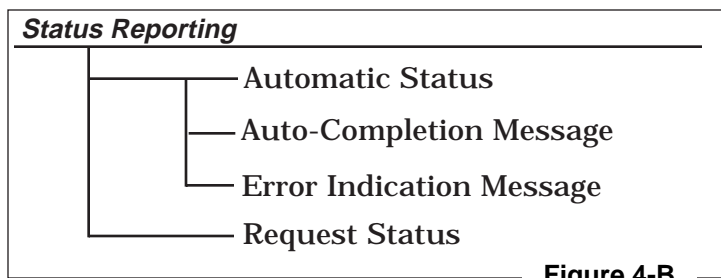 Status Reporting
Automatic Status
Auto-Completion Message
Error Indication Message
Request Status
Figure 4-B